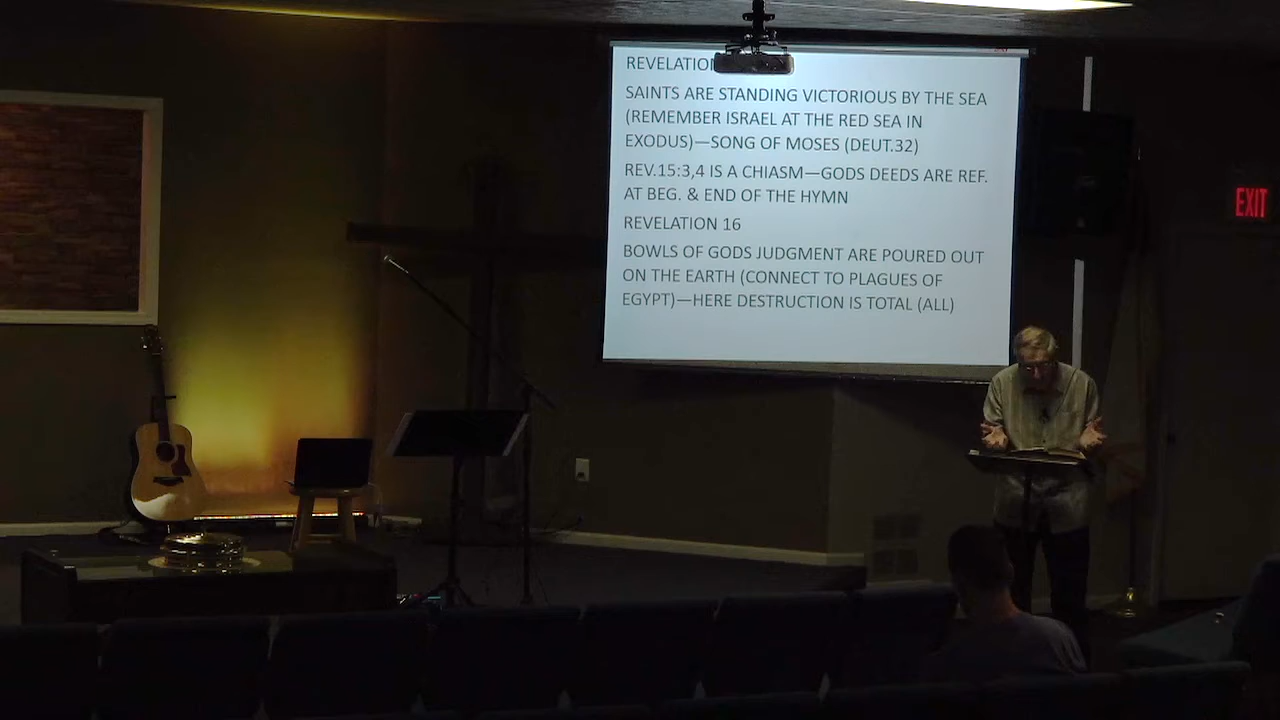 REVELATION
SAINTS ARE STANDING VICTORIOUS BY THE SEA
(REMEMBER ISRAEL AT THE RED SEA IN
EXODUS)—SONG OF MOSES (DEUT.32)
REV.15:3,4 IS A CHIASM—GODS DEEDS ARE REF.
AT BEG. & END OF THE HYMN
REVELATION 16
BOWLS OF GODS JUDGMENT ARE POURED OUT
ON THE EARTH (CONNECT TO PLAGUES OF
EGYPT)—HERE DESTRUCTION IS TOTAL (ALL)
EXIT